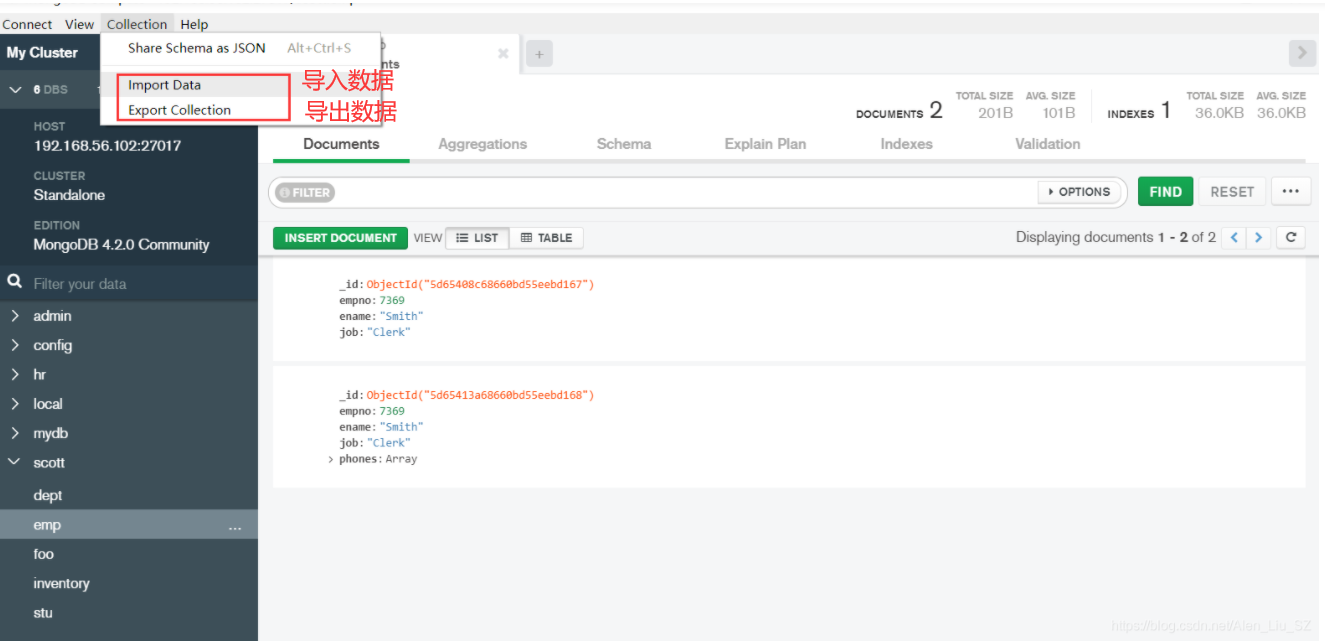 Connect View Collection Help
My Cluster
Share Schema as JSON Alt+Ctrl+S
Import Data
导入数据
Export Collection
导出数据
6 DBS
HOST
192.168.56.102:27017
CLUSTER
Standalone
EDITION
MongoDB 4.2.0 Community
Filter your data
admin
config
hr
local
mydb
scott
dept
emp ...
foo
inventory
stu
nts
+
DOCUMENTS 2
TOTAL SIZE AVG. SIZE
201B 101B
INDEXES 1
TOTAL SIZE AVG. SIZE
36.0KB 36.0KB
Documents Aggregations Schema Explain Plan Indexes Validation
FILTER
OPTIONS
FIND
RESET
...
INSERT DOCUMENT VIEW LIST TABLE
Displaying documents 1 - 2 of 2
_id: ObjectId("5d65408c68660bd55eebd167")
empno: 7369
ename: "Smith"
job: "Clerk"
_id: ObjectId("5d65413a68660bd55eebd168")
empno: 7369
ename: "Smith"
job: "Clerk"
phones: Array
https://blog.csdn.net/Alen_Liu_SZ